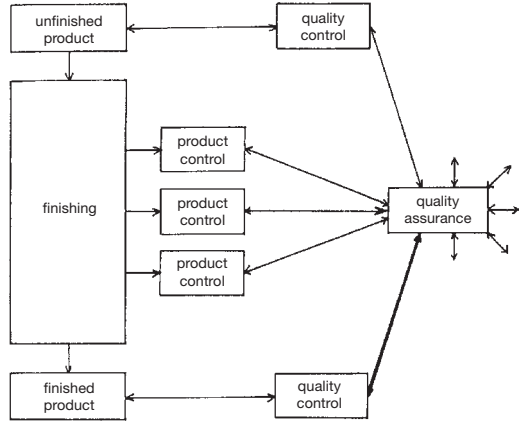 unfinished
product
quality
control
product
control
finishing
product
control
quality
assurance
product
control
finished
product
quality
control